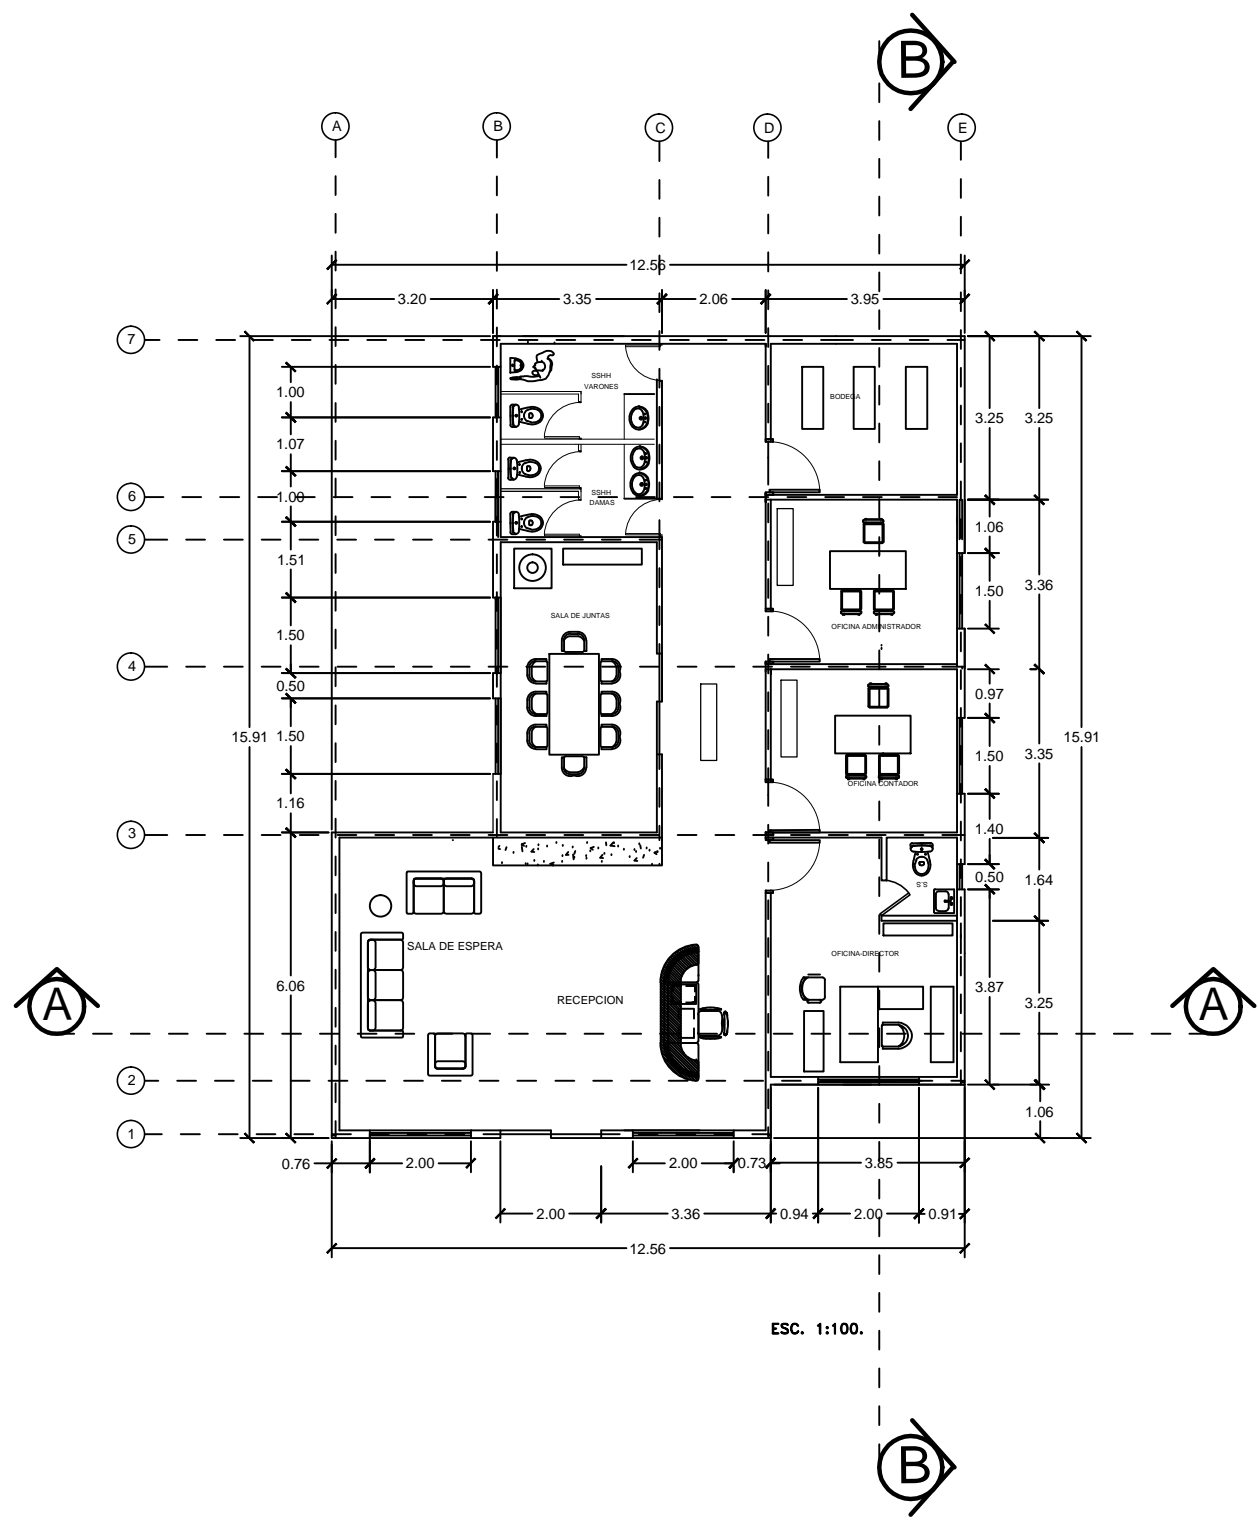 B
A
B
C
D
E
12.56
3.20
3.35
2.06
3.95
7
SSHH
VARONES
BODEGA
1.00
1.07
3.25
3.25
6
1.00
SSHH
DAMAS
5
1.06
1.51
1.50
3.36
SALA DE JUNTAS
OFICINA ADMINISTRADOR
1.50
4
0.50
0.97
15.91
1.50
1.50
3.35
15.91
OFICINA CONTADOR
1.16
3
1.40
0.50
1.64
S.S
SALA DE ESPERA
OFICINA-DIRECTOR
6.06
RECEPCION
3.87
3.25
A
A
2
1.06
1
0.76
2.00
2.00
0.73
3.85
2.00
3.36
0.94
2.00
0.91
12.56
ESC. 1:100.
B